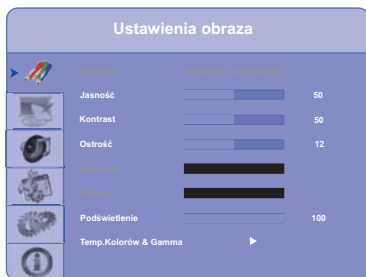 Ustawienia obraza
Jasność 50
Kontrast 50
Ostrość 12
Podświetlenie 100
Temp.Kolorów & Gamma